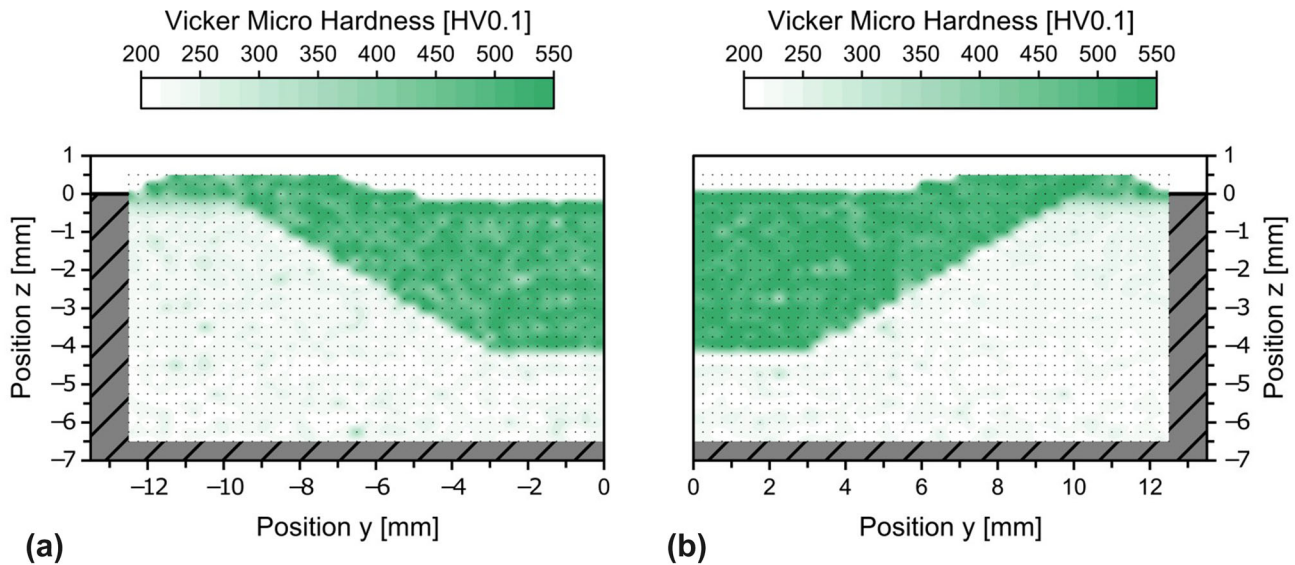 Vicker Micro Hardness [HV0.1]
200 250 300 350 400 450 500 550
1
0
−1
−2
−3
−4
−5
−6
−7
Position z [mm]
−12 −10 −8 −6 −4 −2 0
Position y [mm]
(a)
Vicker Micro Hardness [HV0.1]
200 250 300 350 400 450 500 550
1
0
−1
−2
−3
−4
−5
−6
−7
Position z [mm]
0 2 4 6 8 10 12
Position y [mm]
(b)